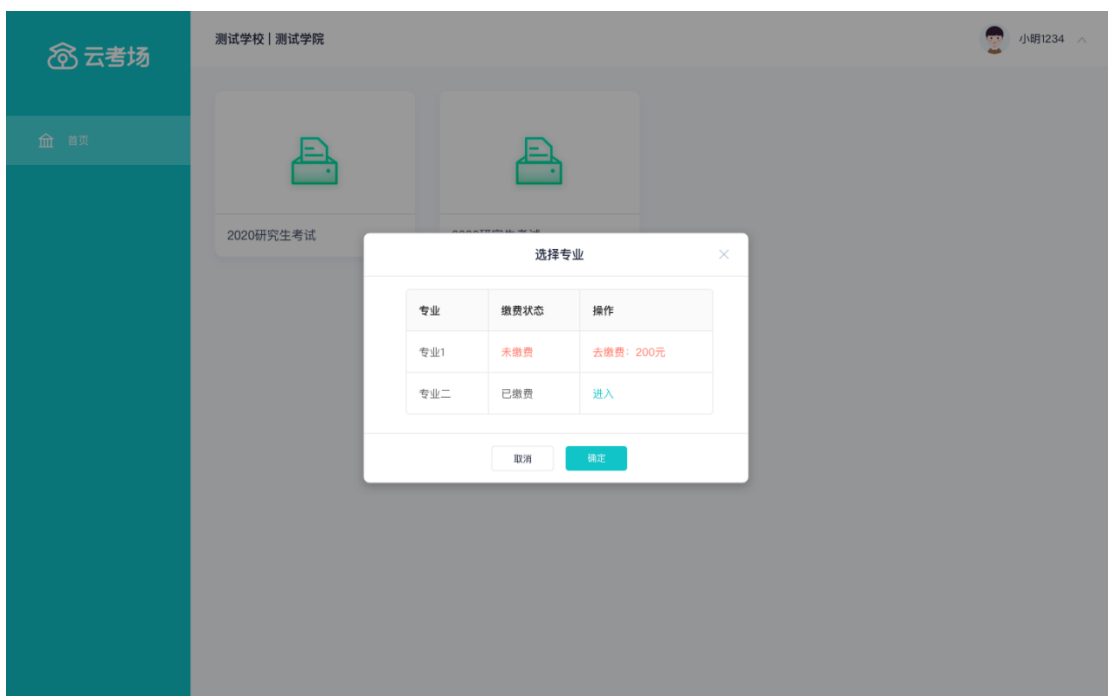 云考场
测试学校 | 测试学院
小明1234
首页
2020研究生考试
选择专业
专业 缴费状态 操作
专业1 未缴费 去缴费：200元
专业二 已缴费 进入
取消 确定